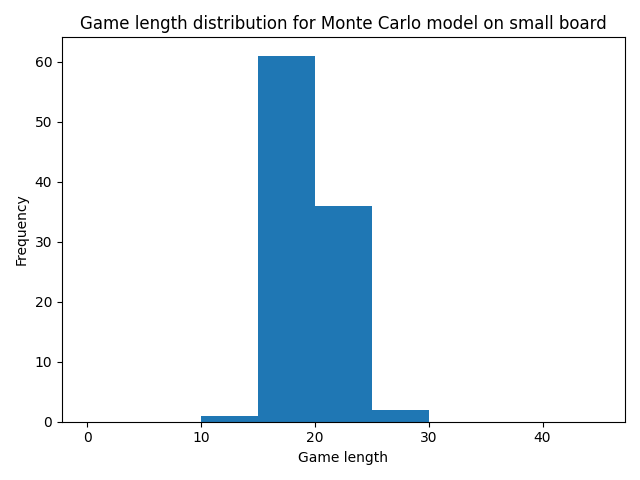 Game length distribution for Monte Carlo model on small board
60
50
40
30
20
10
0
Frequency
0 10 20 30 40
Game length